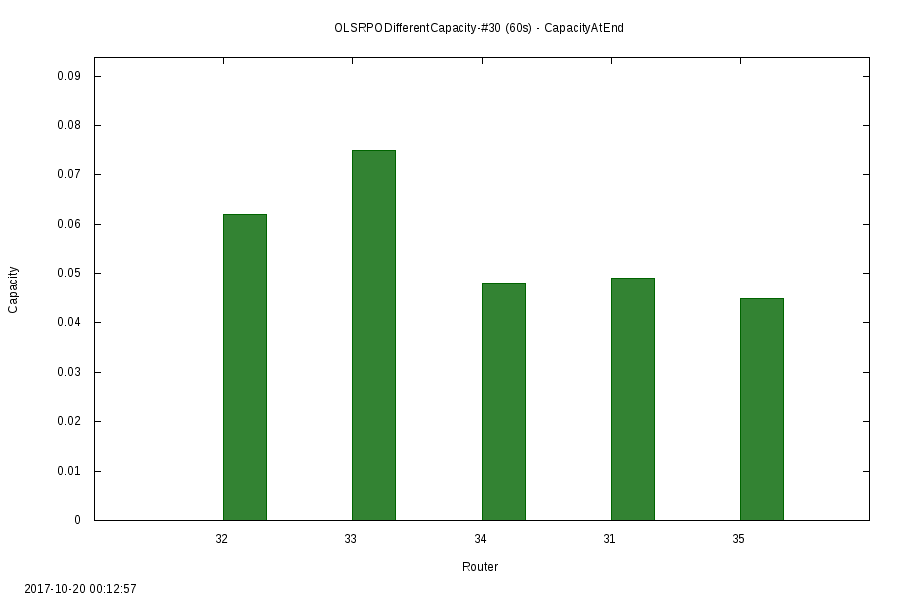 OLSRPODifferentCapacity-#30 (60s) - CapacityAtEnd
0.09
0.08
0.07
0.06
0.05
0.04
0.03
0.02
0.01
0
Capacity
32 33 34 31 35
Router
2017-10-20 00:12:57